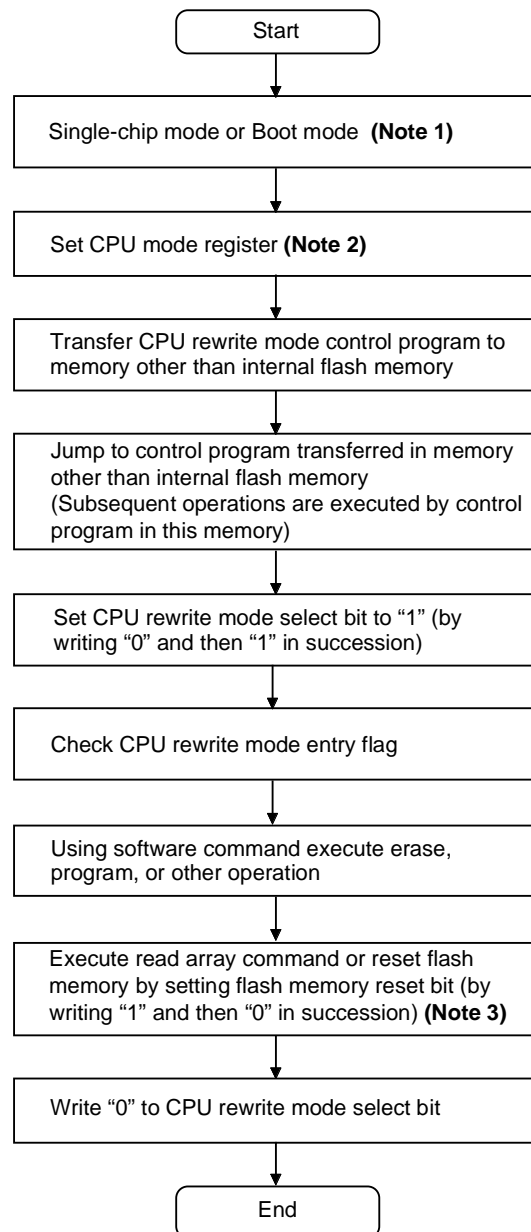 Start
Single-chip mode or Boot mode (Note 1)
Set CPU mode register (Note 2)
Transfer CPU rewrite mode control program to
memory other than internal flash memory
Jump to control program transferred in memory
other than internal flash memory
(Subsequent operations are executed by control
program in this memory)
Set CPU rewrite mode select bit to “1” (by
writing “0” and then “1” in succession)
Check CPU rewrite mode entry flag
Using software command execute erase,
program, or other operation
Execute read array command or reset flash
memory by setting flash memory reset bit (by
writing “1” and then “0” in succession) (Note 3)
Write “0” to CPU rewrite mode select bit
End